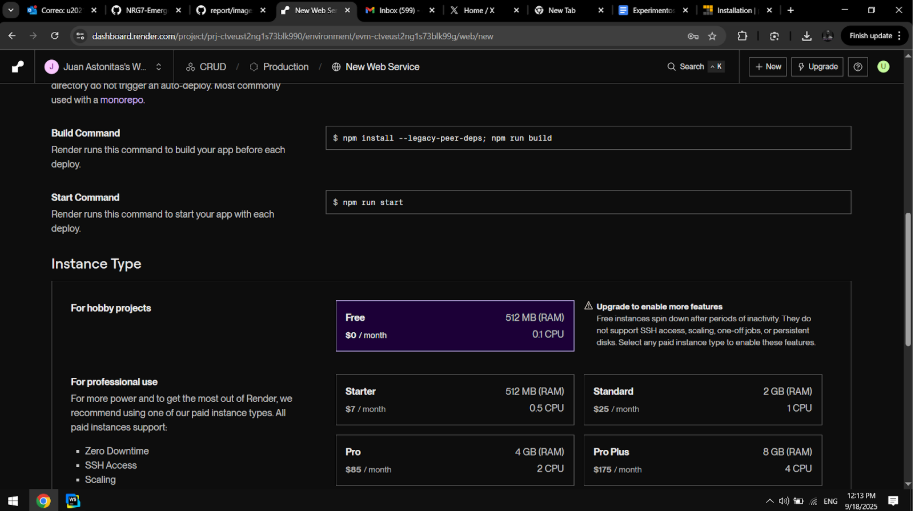 Correo: u202
NRG7-Emerg
report/image
New Web Se
Inbox (599) -
Home / X
New Tab
Experimento
Installation |
dashboard.render.com/project/prj-ctveust2ng1s73blk990/environment/evm-ctveust2ng1s73blk99g/web/new
Finish update
J
Juan Astonitas's W...
CRUD
/
Production
/
New Web Service
Search
K
+ New
Upgrade
U
directory do not trigger an auto-deploy. Most commonly
used with a monorepo.
Build Command
Render runs this command to build your app before each
deploy.
$ npm install --legacy-peer-deps; npm run build
Start Command
Render runs this command to start your app with each
deploy.
$ npm run start
Instance Type
For hobby projects
Free 512 MB (RAM)
$0 / month 0.1 CPU
Upgrade to enable more features
Free instances spin down after periods of inactivity. They do
not support SSH access, scaling, one-off jobs, or persistent
disks. Select any paid instance type to enable these features.
For professional use
For more power and to get the most out of Render, we
recommend using one of our paid instance types. All
paid instances support:
Zero Downtime
SSH Access
Scaling
Starter 512 MB (RAM)
$7 / month 0.5 CPU
Standard 2 GB (RAM)
$25 / month 1 CPU
Pro 4 GB (RAM)
$85 / month 2 CPU
Pro Plus 8 GB (RAM)
$175 / month 4 CPU
WS
ENG
12:13 PM
9/18/2025